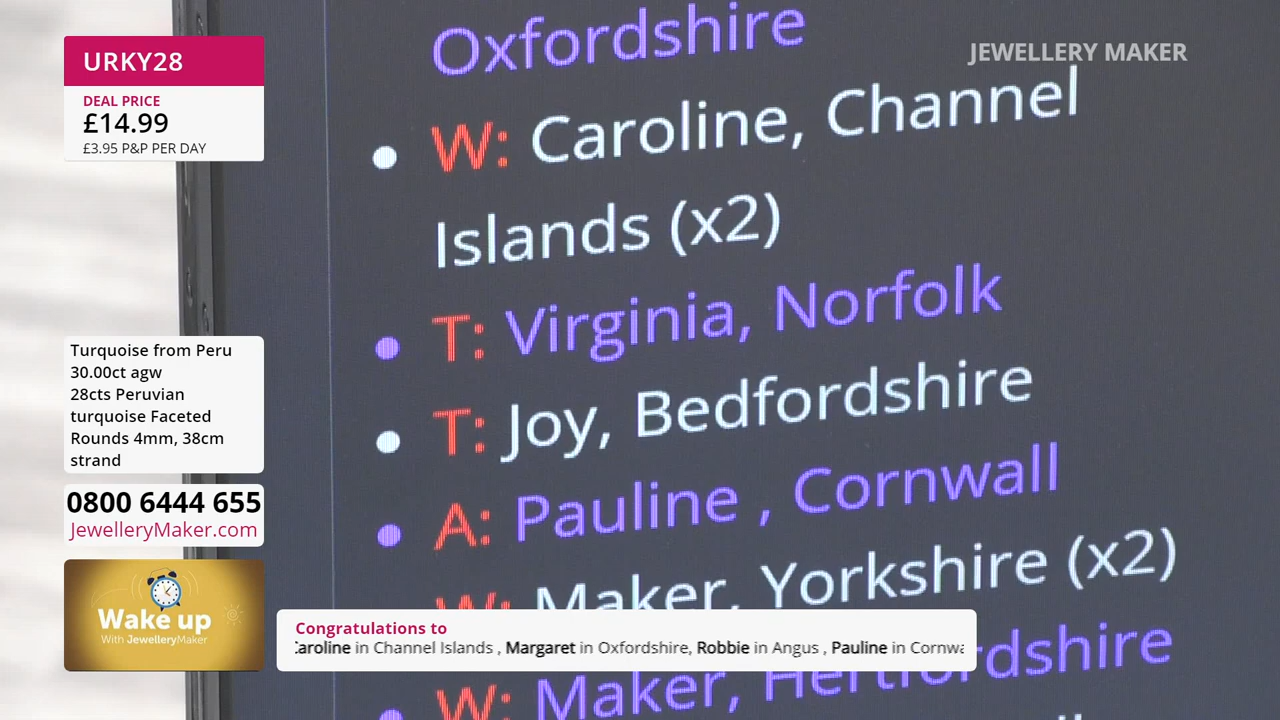 URKY28
DEAL PRICE
£14.99
£3.95 P&P PER DAY
JEWELLERY MAKER
Oxfordshire
W: Caroline, Channel
Islands (x2)
T: Virginia, Norfolk
T: Joy, Bedfordshire
A: Pauline , Cornwall
W: Maker, Yorkshire (x2)
W: Maker, Hertfordshire
Turquoise from Peru
30.00ct agw
28cts Peruvian
turquoise Faceted
Rounds 4mm, 38cm
strand
0800 6444 655
JewelleryMaker.com
Wake up
With JewelleryMaker
Congratulations to
Caroline in Channel Islands , Margaret in Oxfordshire, Robbie in Angus , Pauline in Cornwa